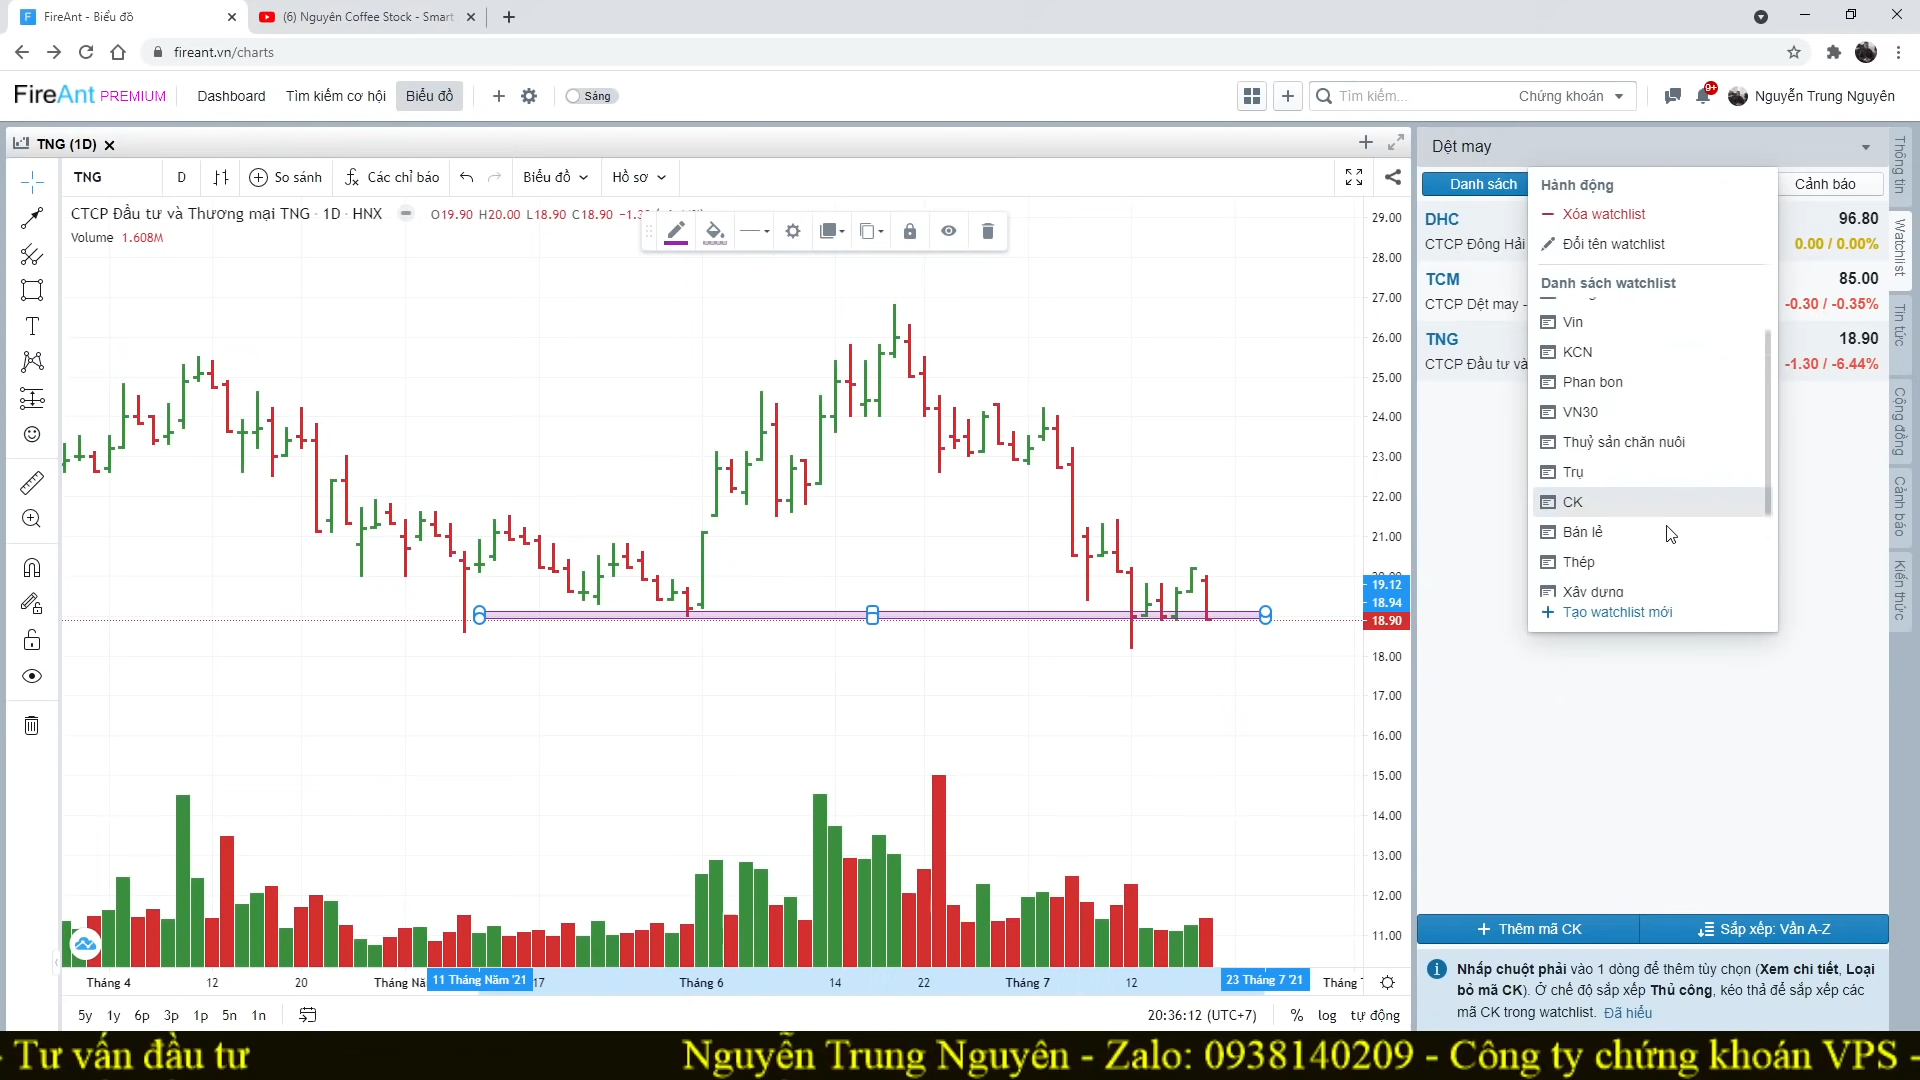 FireAnt - Biểu đồ
(6) Nguyên Coffee Stock - Smart
fireant.vn/charts
FireAnt PREMIUM
Dashboard
Tìm kiếm cơ hội
Biểu đồ
Sáng
Tìm kiếm...
Chứng khoán
9+
Nguyễn Trung Nguyên
TNG (1D)
TNG
D
So sánh
Các chỉ báo
Biểu đồ
Hồ sơ
CTCP Đầu tư và Thương mại TNG · 1D · HNX
O19.90 H20.00 L18.90 C18.90
Volume 1.608M
29.00
28.00
27.00
26.00
25.00
24.00
23.00
22.00
21.00
19.12
18.94
18.90
18.00
17.00
16.00
15.00
14.00
13.00
12.00
11.00
Tháng 4
12
20
11 Tháng Năm '21
17
Tháng 6
14
22
Tháng 7
12
23 Tháng 7 '21
Tháng
5y
1y
6p
3p
1p
5n
1n
20:36:12 (UTC+7)
%
log
tự động
Dệt may
Danh sách
Cảnh báo
DHC
96.80
CTCP Đông Hải
0.00 / 0.00%
TCM
85.00
CTCP Dệt may -
-0.30 / -0.35%
TNG
18.90
CTCP Đầu tư và
-1.30 / -6.44%
Hành động
Xóa watchlist
Đổi tên watchlist
Danh sách watchlist
Vin
KCN
Phan bon
VN30
Thuỷ sản chăn nuôi
Trụ
CK
Bán lẻ
Thép
Xây dựng
Tạo watchlist mới
Thông tin
Watchlist
Tin tức
Cộng đồng
Cảnh báo
Kiến thức
Thêm mã CK
Sắp xếp: Vần A-Z
Nhấp chuột phải vào 1 dòng để thêm tùy chọn (Xem chi tiết, Loại
bỏ mã CK). Ở chế độ sắp xếp Thủ công, kéo thả để sắp xếp các
mã CK trong watchlist. Đã hiểu
- Tư vấn đầu tư
Nguyễn Trung Nguyên - Zalo: 0938140209 - Công ty chứng khoán VPS -